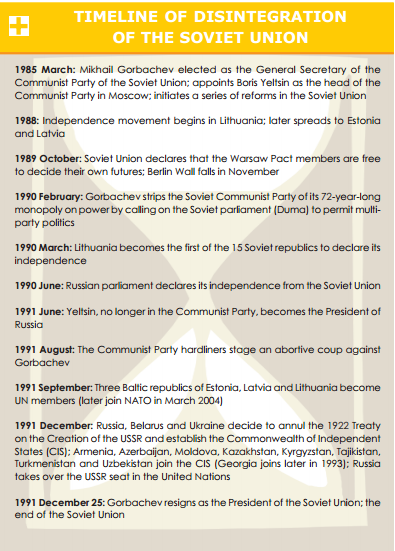 TIMELINE OF DISINTEGRATION
OF THE SOVIET UNION
1985 March: Mikhail Gorbachev elected as the General Secretary of the
Communist Party of the Soviet Union; appoints Boris Yeltsin as the head of the
Communist Party in Moscow; initiates a series of reforms in the Soviet Union
1988: Independence movement begins in Lithuania; later spreads to Estonia
and Latvia
1989 October: Soviet Union declares that the Warsaw Pact members are free
to decide their own futures; Berlin Wall falls in November
1990 February: Gorbachev strips the Soviet Communist Party of its 72-year-long
monopoly on power by calling on the Soviet parliament (Duma) to permit multi-
party politics
1990 March: Lithuania becomes the first of the 15 Soviet republics to declare its
independence
1990 June: Russian parliament declares its independence from the Soviet Union
1991 June: Yeltsin, no longer in the Communist Party, becomes the President of
Russia
1991 August: The Communist Party hardliners stage an abortive coup against
Gorbachev
1991 September: Three Baltic republics of Estonia, Latvia and Lithuania become
UN members (later join NATO in March 2004)
1991 December: Russia, Belarus and Ukraine decide to annul the 1922 Treaty
on the Creation of the USSR and establish the Commonwealth of Independent
States (CIS); Armenia, Azerbaijan, Moldova, Kazakhstan, Kyrgyzstan, Tajikistan,
Turkmenistan and Uzbekistan join the CIS (Georgia joins later in 1993); Russia
takes over the USSR seat in the United Nations
1991 December 25: Gorbachev resigns as the President of the Soviet Union; the
end of the Soviet Union